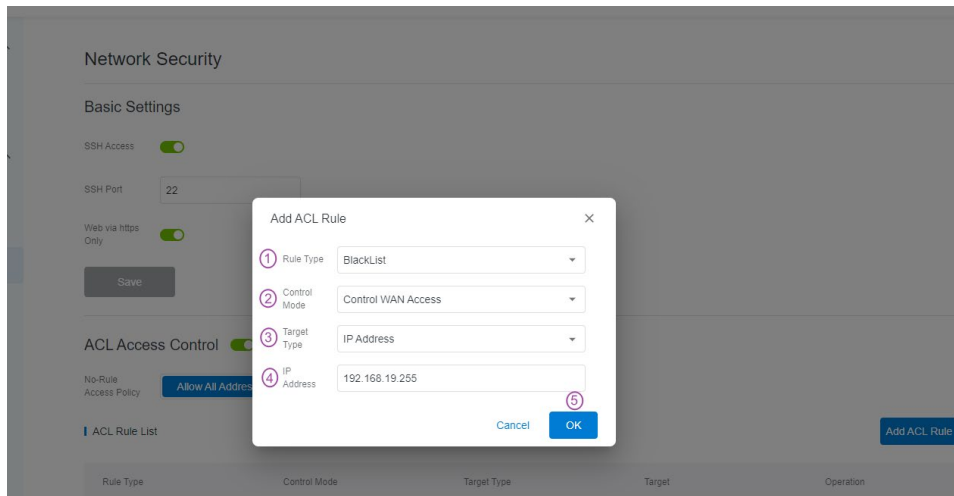 Network Security
Basic Settings
SSH Access
SSH Port
22
Web via https
Only
Save
ACL Access Control
No-Rule
Access Policy
Allow All Addres
ACL Rule List
Add ACL Rule
Rule Type
Control Mode
Target Type
Target
Operation
Add ACL Rule
×
1
Rule Type
BlackList
2
Control
Mode
Control WAN Access
3
Target
Type
IP Address
4
IP
Address
192.168.19.255
5
Cancel
OK